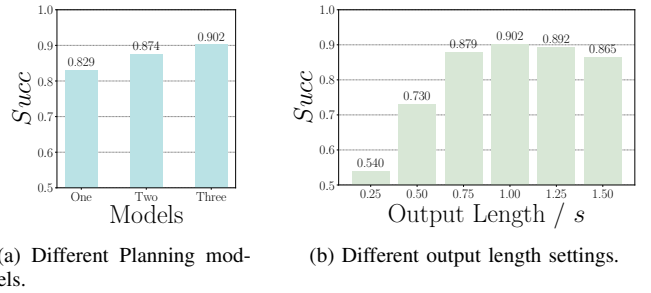 1.0
0.9
0.8
0.7
0.6
0.5
Succ
0.829
0.874
0.902
One
Two
Three
Models
(a) Different Planning mod-
els.
1.0
0.9
0.8
0.7
0.6
0.5
Succ
0.540
0.730
0.879
0.902
0.892
0.865
0.25
0.50
0.75
1.00
1.25
1.50
Output Length / s
(b) Different output length settings.